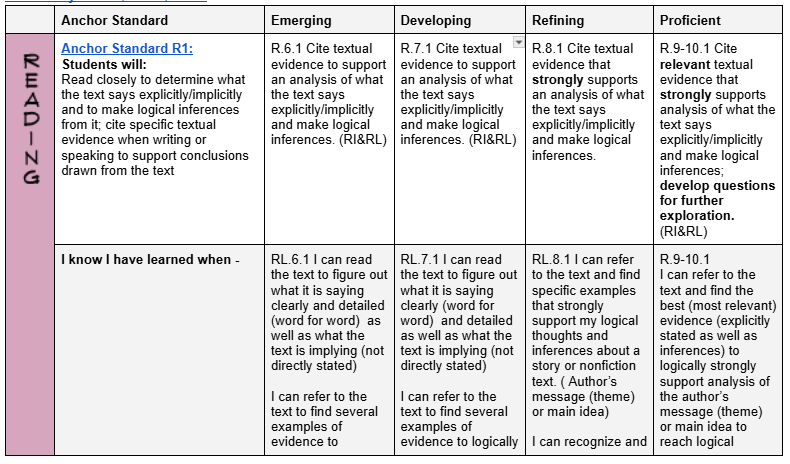 Anchor Standard
Emerging
Developing
Refining
Proficient
READING
Anchor Standard R1:
Students will:
Read closely to determine what
the text says explicitly/implicitly
and to make logical inferences
from it; cite specific textual
evidence when writing or
speaking to support conclusions
drawn from the text
R.6.1 Cite textual
evidence to support
an analysis of what
the text says
explicitly/implicitly
and make logical
inferences. (RI&RL)
R.7.1 Cite textual
evidence to support
an analysis of what
the text says
explicitly/implicitly
and make logical
inferences. (RI&RL)
R.8.1 Cite textual
evidence that
strongly supports
an analysis of what
the text says
explicitly/implicitly
and make logical
inferences.
R.9-10.1 Cite
relevant textual
evidence that
strongly supports
analysis of what the
text says
explicitly/implicitly
and make logical
inferences;
develop questions
for further
exploration.
(RI&RL)
I know I have learned when -
RL.6.1 I can read
the text to figure out
what it is saying
clearly and detailed
(word for word) as
well as what the
text is implying (not
directly stated)
I can refer to the
text to find several
examples of
evidence to
RL.7.1 I can read
the text to figure out
what it is saying
clearly (word for
word) and detailed
as well as what the
text is implying (not
directly stated)
I can refer to the
text to find several
examples of
evidence to logically
RL.8.1 I can refer
to the text and find
specific examples
that strongly
support my logical
thoughts and
inferences about a
story or nonfiction
text. ( Author's
message (theme)
or main idea)
I can recognize and
R.9-10.1
I can refer to the
text and find the
best (most relevant)
evidence (explicitly
stated as well as
inferences) to
logically strongly
support analysis of
the author's
message (theme)
or main idea to
reach logical